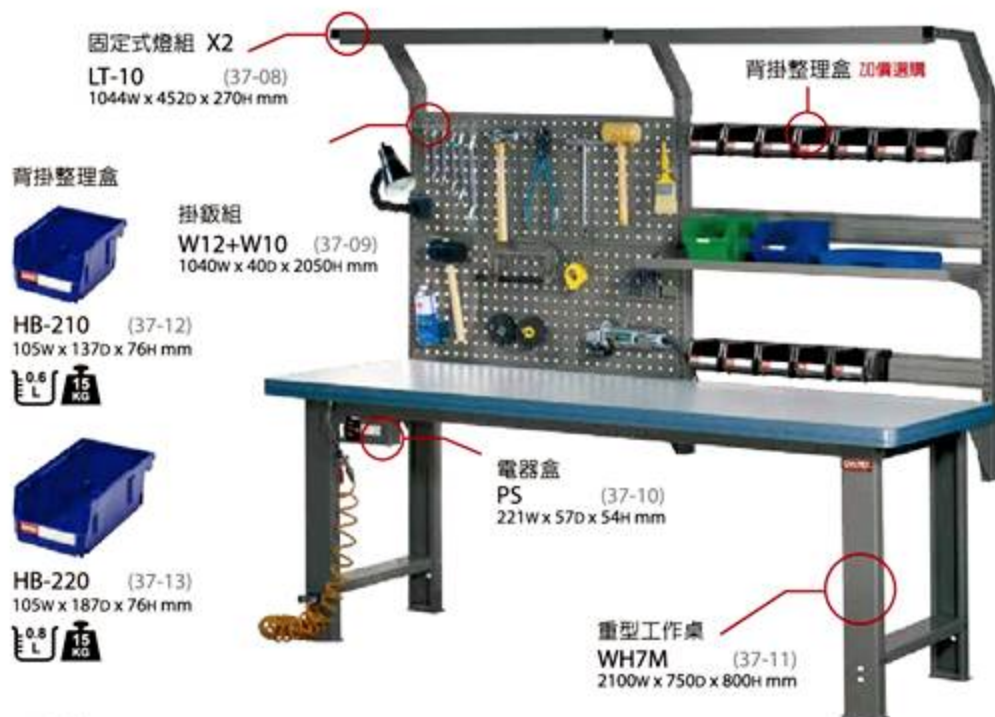 固定式燈組 X2
LT-10 (37-08)
1044W x 452D x 270H mm
背掛整理盒 加價選購
背掛整理盒
掛鈑組
W12+W10 (37-09)
1040W x 40D x 2050H mm
HB-210 (37-12)
105W x 137D x 76H mm
0.6 L
15 KG
電器盒
PS (37-10)
221W x 57D x 54H mm
HB-220 (37-13)
105W x 187D x 76H mm
0.8 L
15 KG
重型工作桌
WH7M (37-11)
2100W x 750D x 800H mm